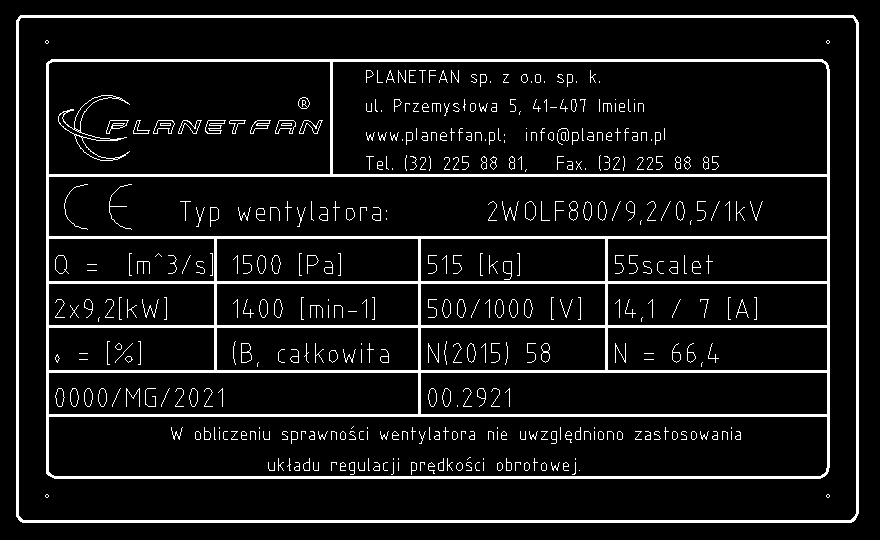 PLANETFAN®
PLANETFAN sp. z o.o. sp. k.
ul. Przemysłowa 5, 41-407 Imielin
www.planetfan.pl; info@planetfan.pl
Tel. (32) 225 88 81, Fax. (32) 225 88 85
CE Typ wentylatora: 2WOLF800/9,2/0,5/1kV
Q = [m^3/s] 1500 [Pa] 515 [kg] 55scalet
2x9,2[kW] 1400 [min-1] 500/1000 [V] 14,1 / 7 [A]
⬨ = [%] (B, całkowita N(2015) 58 N = 66,4
0000/MG/2021 00.2921
W obliczeniu sprawności wentylatora nie uwzględniono zastosowania
układu regulacji prędkości obrotowej.